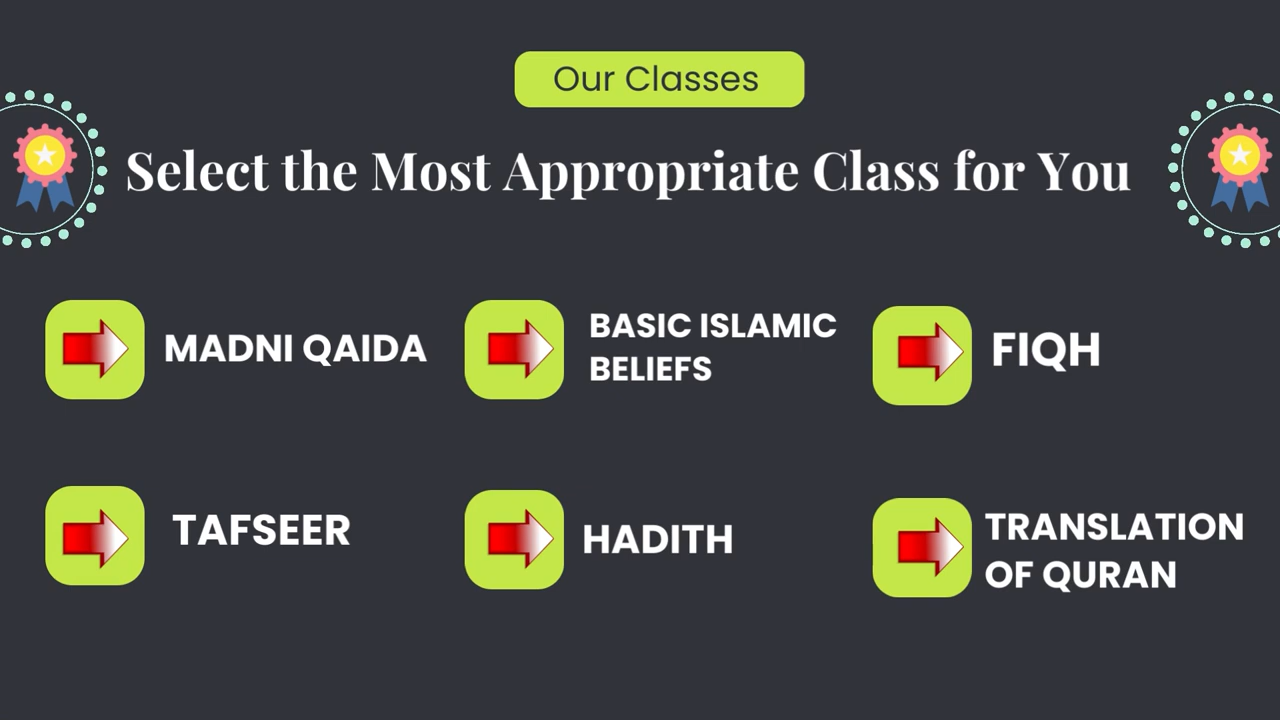 Our Classes
Select the Most Appropriate Class for You
MADNI QAIDA
BASIC ISLAMIC
BELIEFS
FIQH
TAFSEER
HADITH
TRANSLATION
OF QURAN